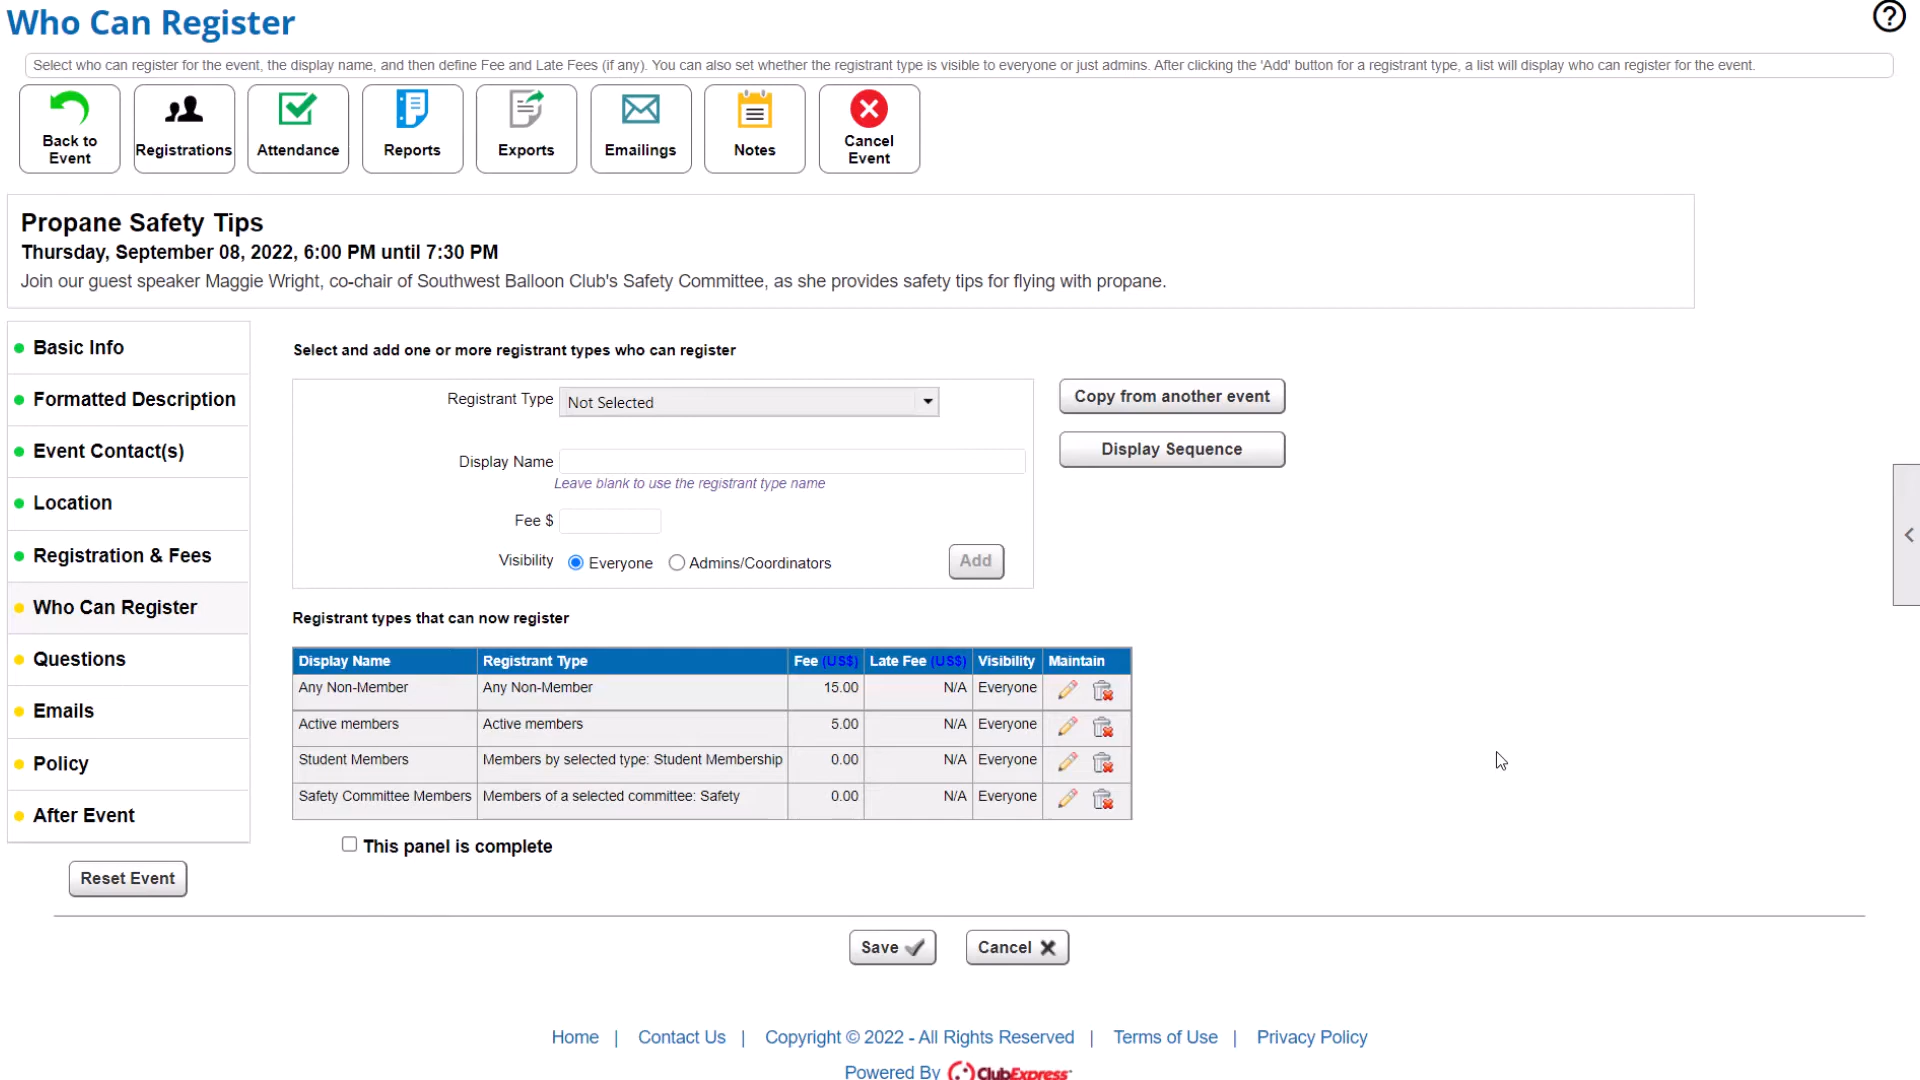 Who Can Register
?
Select who can register for the event, the display name, and then define Fee and Late Fees (if any). You can also set whether the registrant type is visible to everyone or just admins. After clicking the 'Add' button for a registrant type, a list will display who can register for the event.
Back to Event
Registrations
Attendance
Reports
Exports
Emailings
Notes
Cancel Event
Propane Safety Tips
Thursday, September 08, 2022, 6:00 PM until 7:30 PM
Join our guest speaker Maggie Wright, co-chair of Southwest Balloon Club's Safety Committee, as she provides safety tips for flying with propane.
Basic Info
Formatted Description
Event Contact(s)
Location
Registration & Fees
Who Can Register
Questions
Emails
Policy
After Event
Reset Event
Select and add one or more registrant types who can register
Registrant Type Not Selected
Display Name
Leave blank to use the registrant type name
Fee $
Visibility Everyone Admins/Coordinators Add
Copy from another event
Display Sequence
Registrant types that can now register
Display Name Registrant Type Fee (US$) Late Fee (US$) Visibility Maintain
Any Non-Member Any Non-Member 15.00 N/A Everyone
Active members Active members 5.00 N/A Everyone
Student Members Members by selected type: Student Membership 0.00 N/A Everyone
Safety Committee Members Members of a selected committee: Safety 0.00 N/A Everyone
This panel is complete
Save Cancel
Home | Contact Us | Copyright © 2022 - All Rights Reserved | Terms of Use | Privacy Policy
Powered By ClubExpress